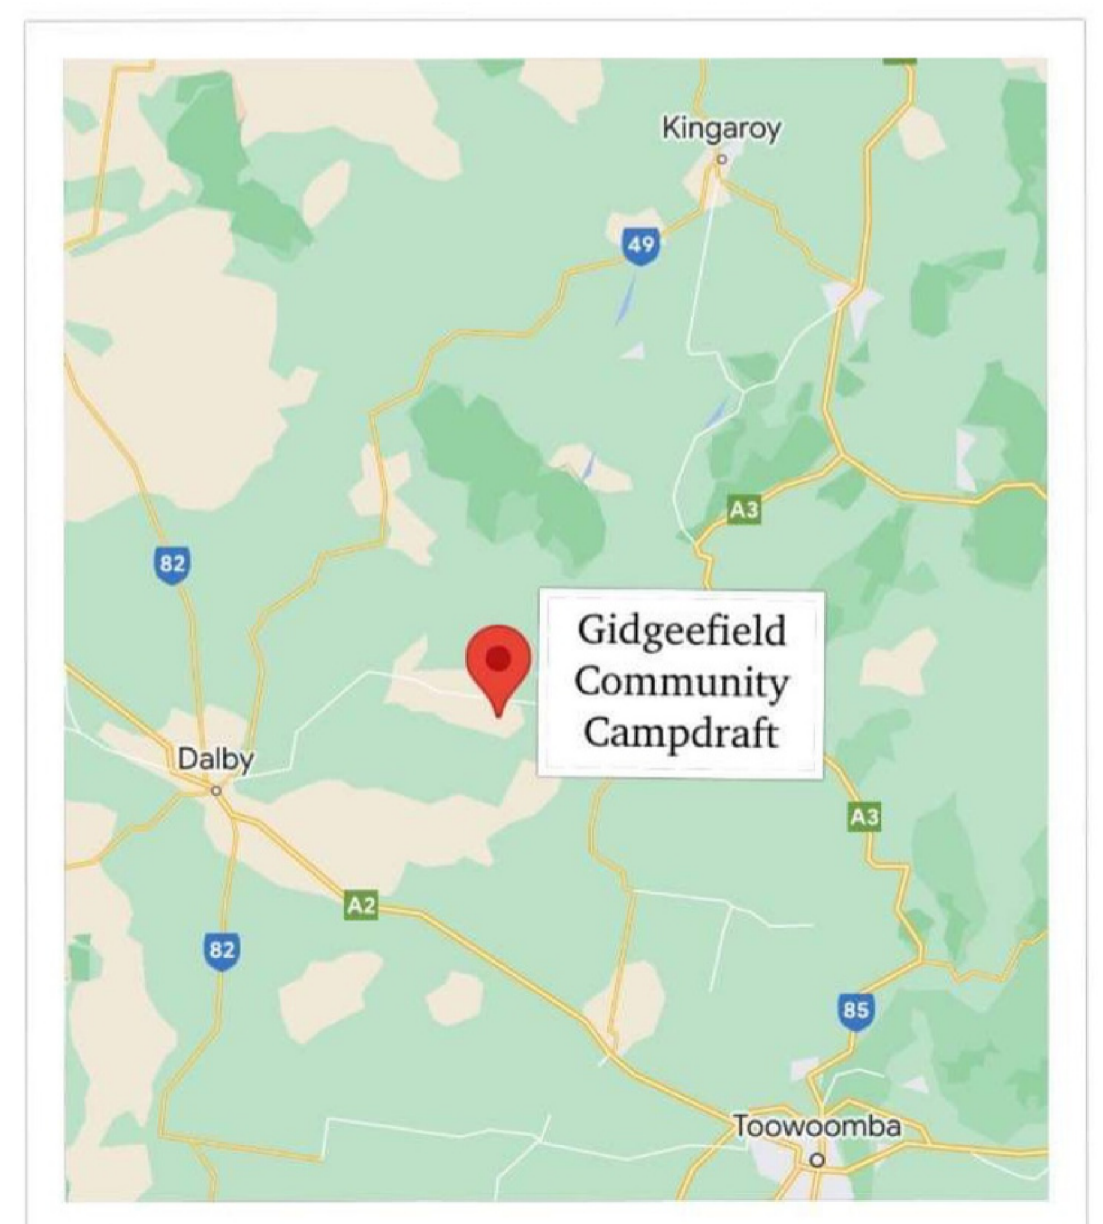 Kingaroy
49
A3
82
Gidgeefield
Community
Campdraft
Dalby
A3
A2
82
85
Toowoomba